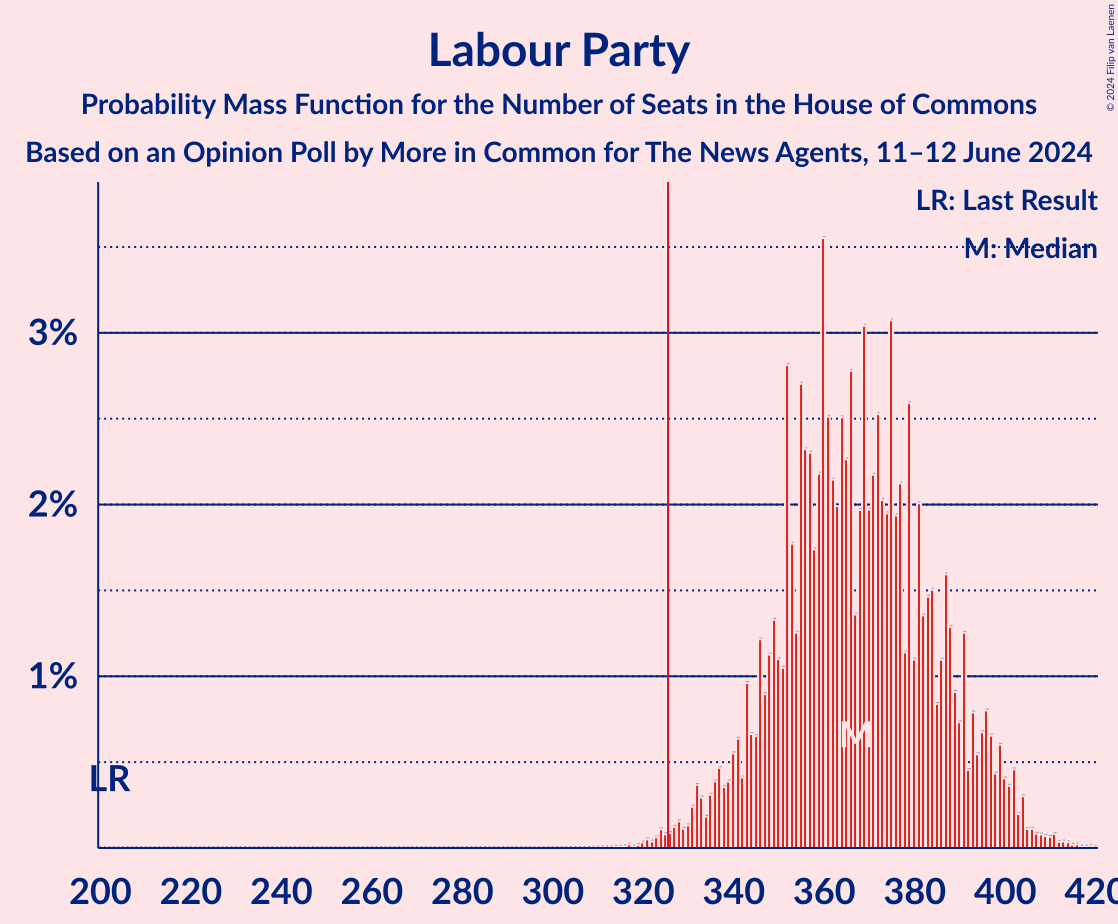 Labour Party
Probability Mass Function for the Number of Seats in the House of Commons
Based on an Opinion Poll by More in Common for The News Agents, 11–12 June 2024
© 2024 Filip van Laenen
LR: Last Result
M: Median
3%
2%
1%
LR
M
200 220 240 260 280 300 320 340 360 380 400 420